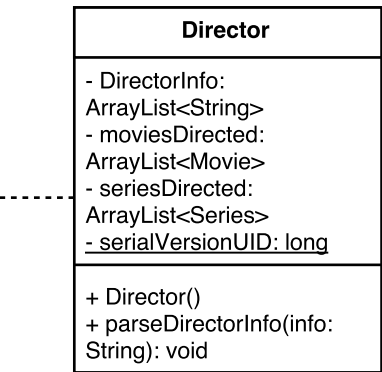 Director
- DirectorInfo:
ArrayList<String>
- moviesDirected:
ArrayList<Movie>
- seriesDirected:
ArrayList<Series>
- serialVersionUID: long
+ Director()
+ parseDirectorInfo(info:
String): void